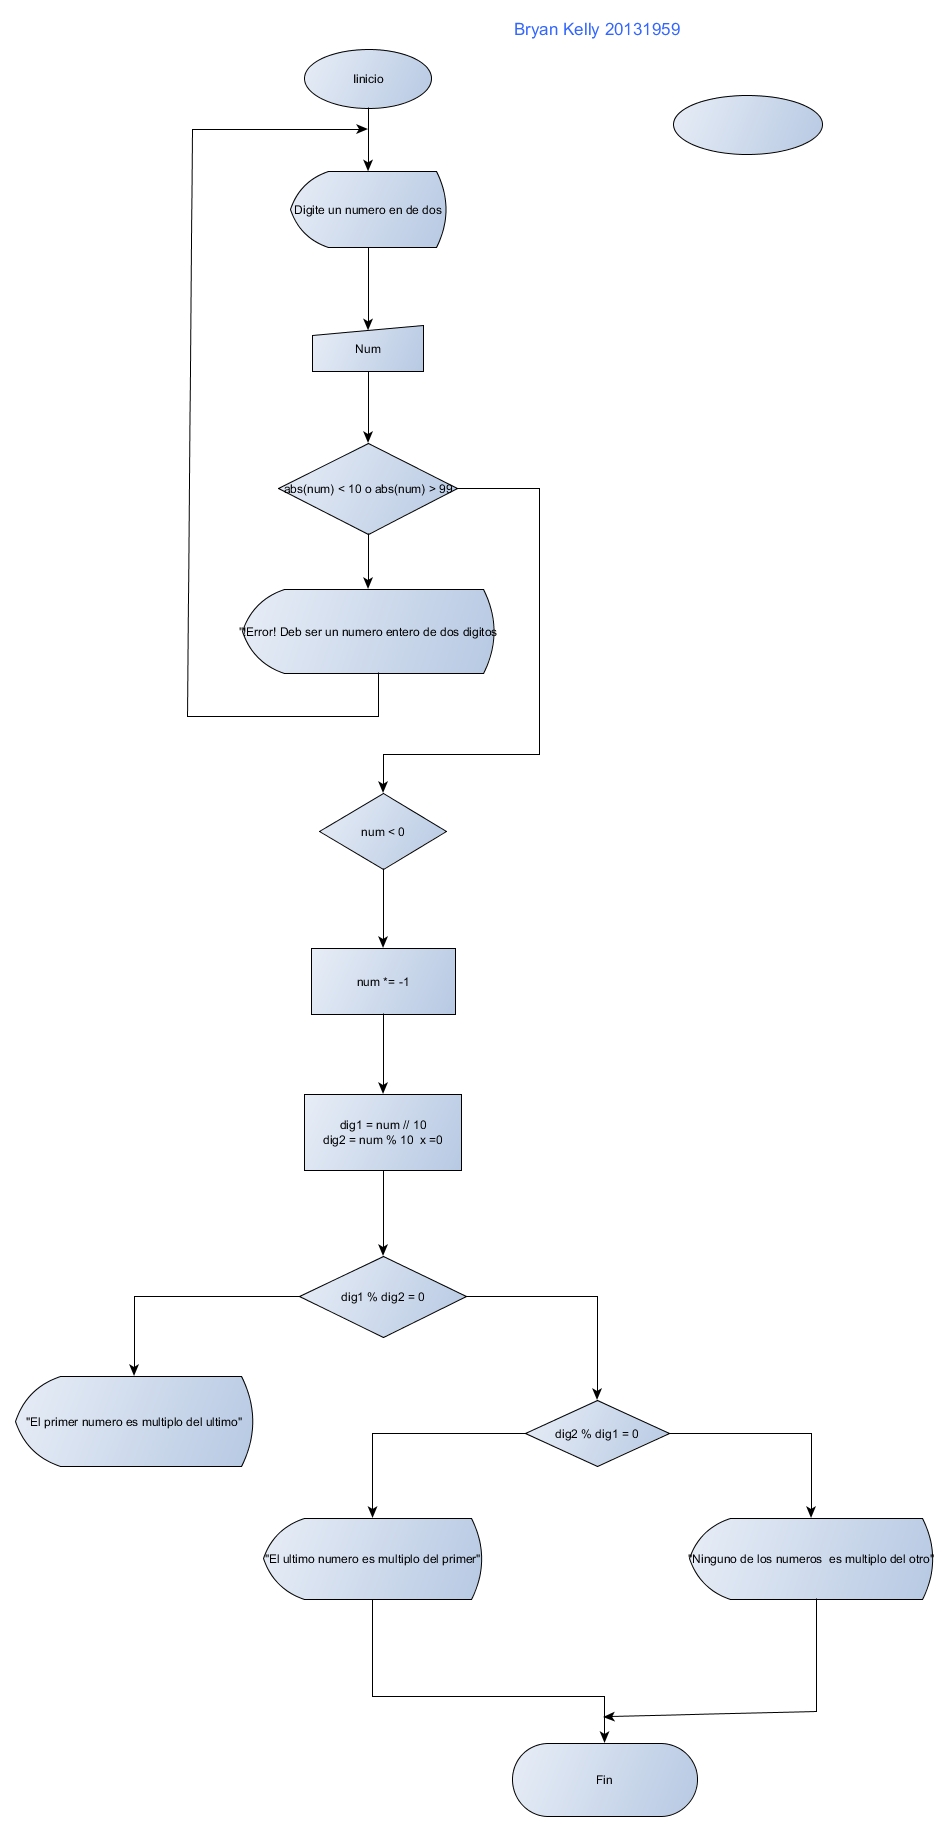 Bryan Kelly 20131959
Iinicio
Digite un numero en de dos
Num
abs(num) < 10 o abs(num) > 99
"!Error! Deb ser un numero entero de dos digitos
num < 0
num *= -1
dig1 = num // 10
dig2 = num % 10  x =0
dig1 % dig2 = 0
"El primer numero es multiplo del ultimo"
dig2 % dig1 = 0
"El ultimo numero es multiplo del primer"
"Ninguno de los numeros  es multiplo del otro"
Fin